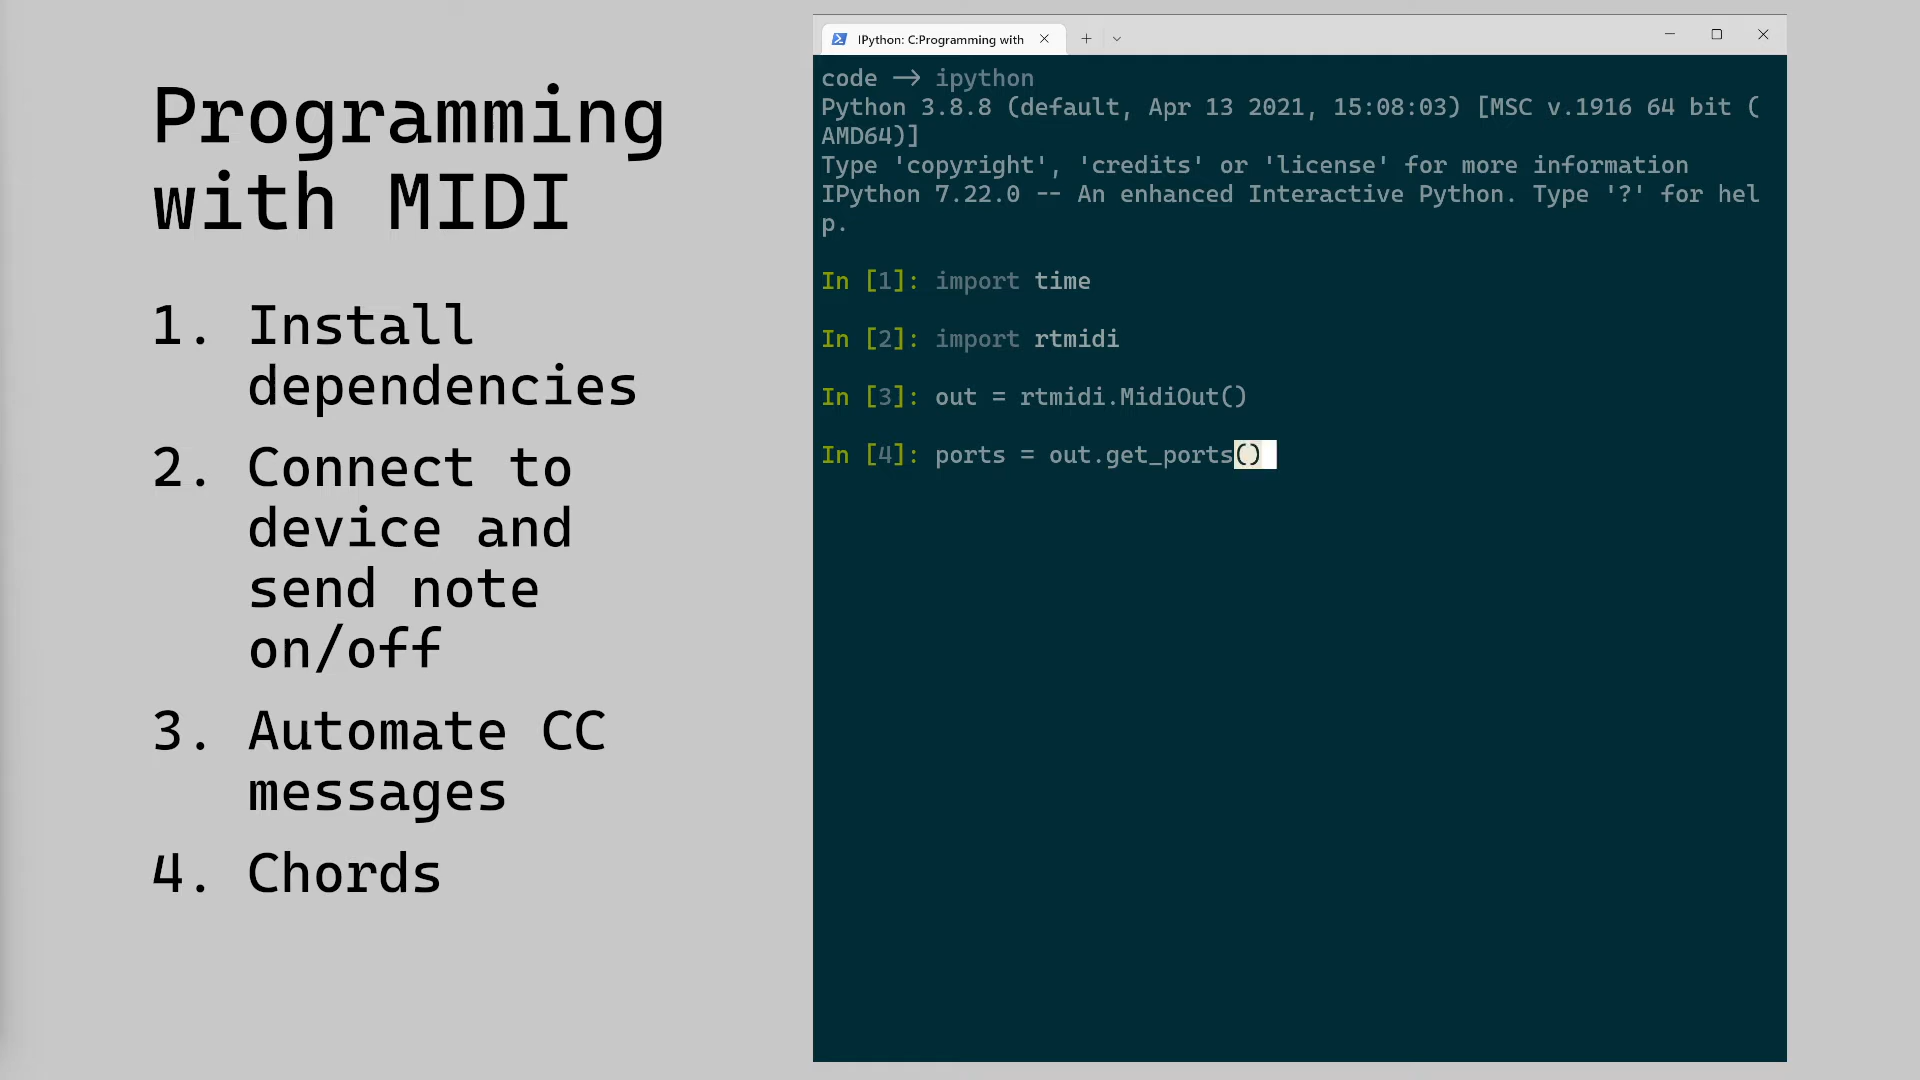 Programming
with MIDI
1. Install
dependencies
2. Connect to
device and
send note
on/off
3. Automate CC
messages
4. Chords
IPython: C:Programming with
code → ipython
Python 3.8.8 (default, Apr 13 2021, 15:08:03) [MSC v.1916 64 bit (
AMD64)]
Type 'copyright', 'credits' or 'license' for more information
IPython 7.22.0 -- An enhanced Interactive Python. Type '?' for hel
p.
In [1]: import time
In [2]: import rtmidi
In [3]: out = rtmidi.MidiOut()
In [4]: ports = out.get_ports()